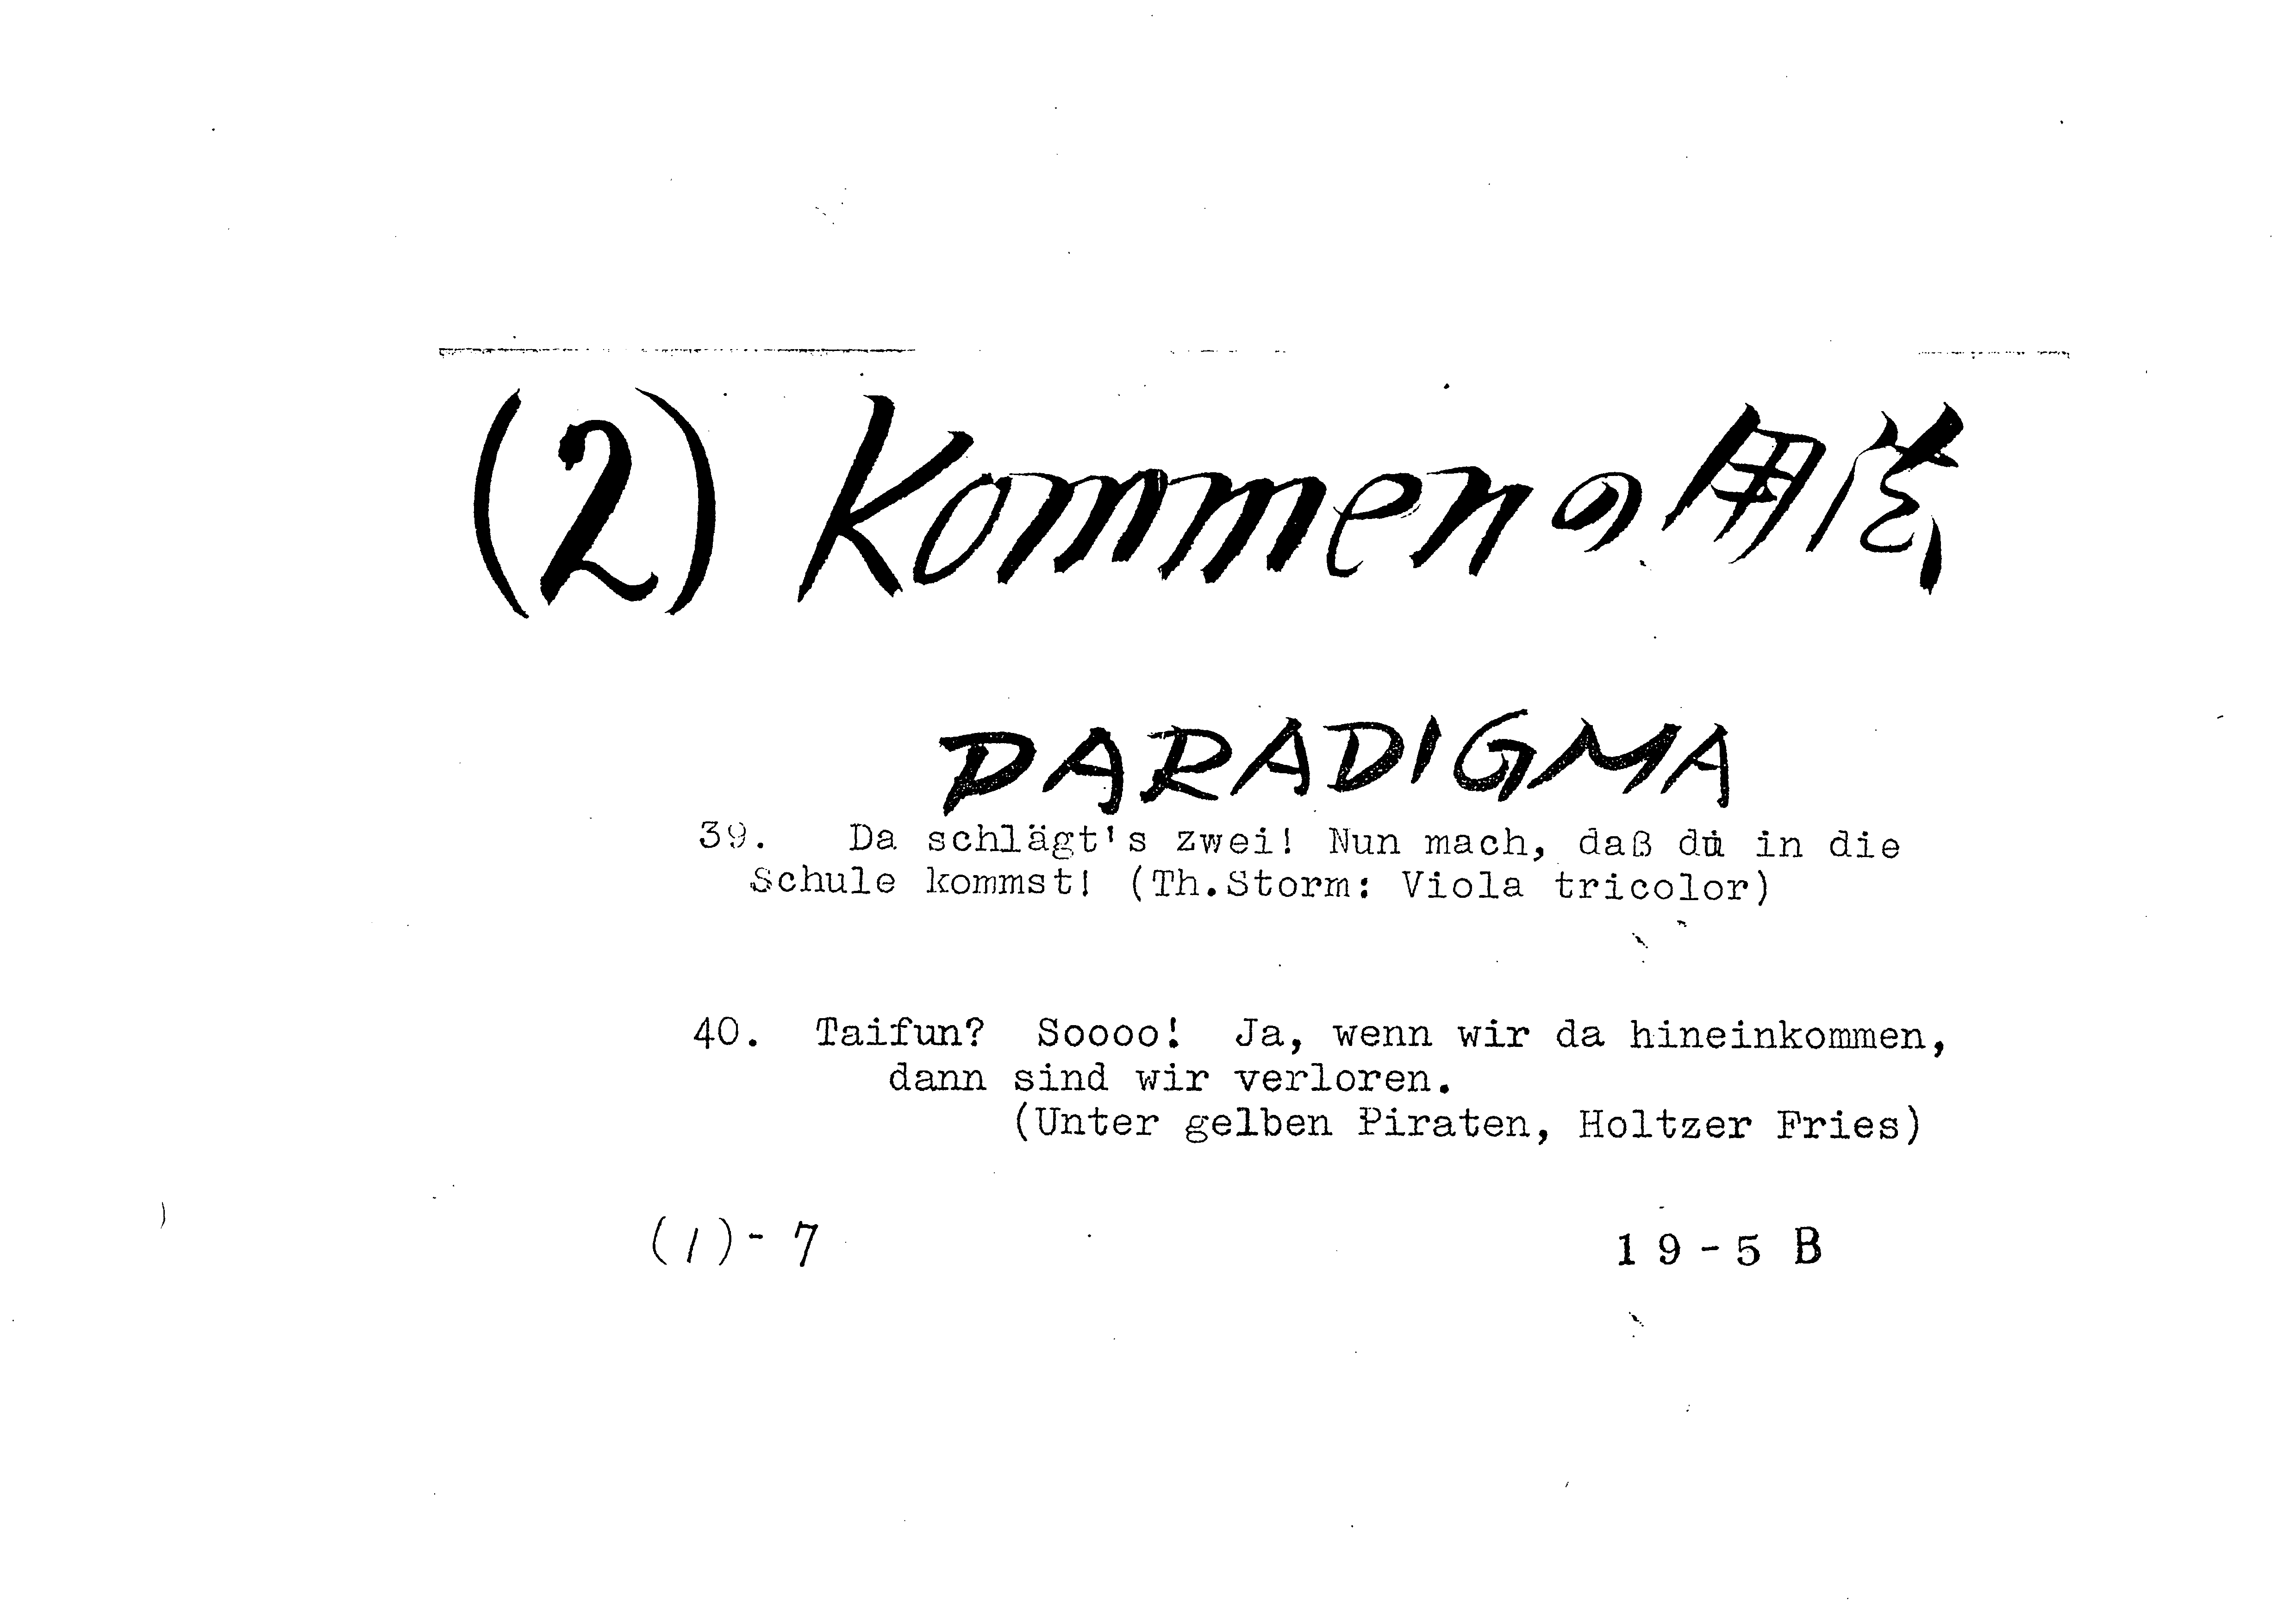 (2) Kommenの用法
PARADIGMA
39. Da schlägt's zwei! Nun mach, daß du in die
Schule kommst! (Th.Storm: Viola tricolor)
40. Taifun? Soooo! Ja, wenn wir da hineinkommen,
dann sind wir verloren.
(Unter gelben Piraten, Holtzer Fries)
(1)-7 19-5 B